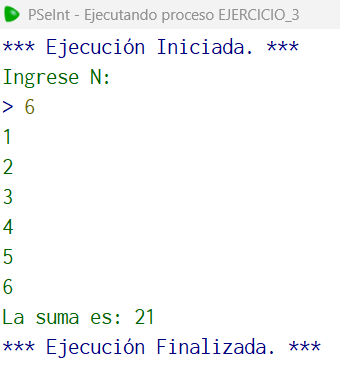 PSeInt - Ejecutando proceso EJERCICIO_3
*** Ejecución Iniciada. ***
Ingrese N:
> 6
1
2
3
4
5
6
La suma es: 21
*** Ejecución Finalizada. ***